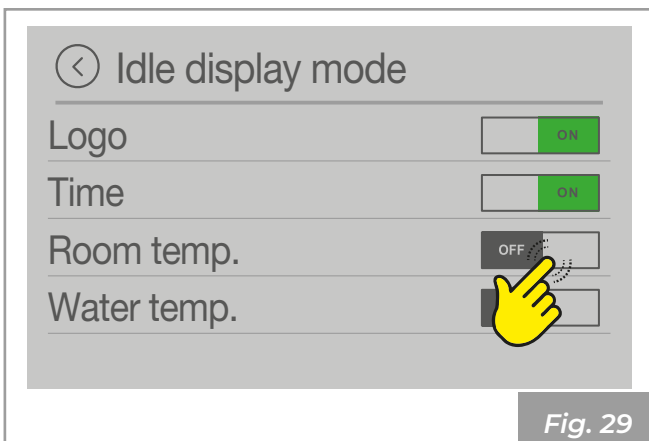 Idle display mode
Logo ON
Time ON
Room temp. OFF
Water temp.
Fig. 29